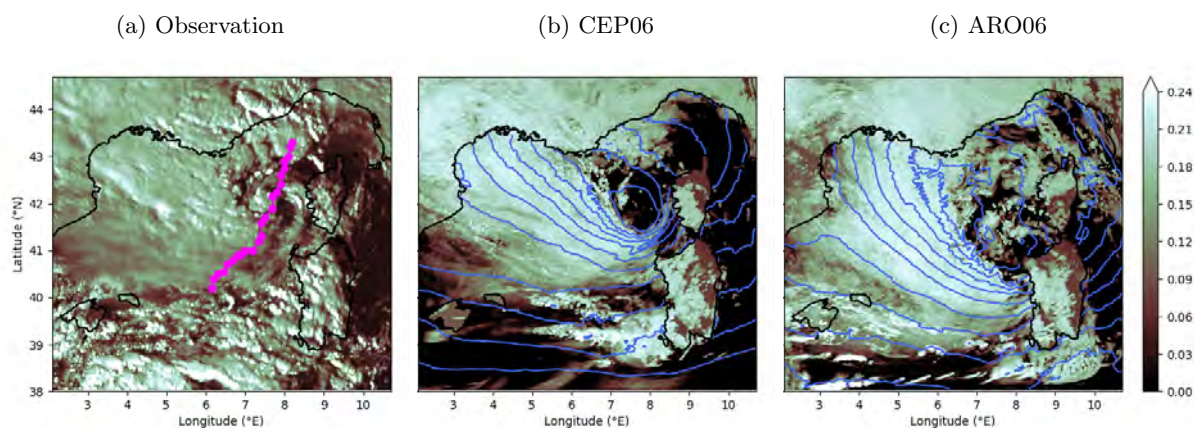 (a) Observation (b) CEP06 (c) ARO06
44
43
42
41
40
39
38
Latitude (°N)
3 4 5 6 7 8 9 10
Longitude (°E)
3 4 5 6 7 8 9 10
Longitude (°E)
3 4 5 6 7 8 9 10
Longitude (°E)
0.24
0.21
0.18
0.15
0.12
0.09
0.06
0.03
0.00